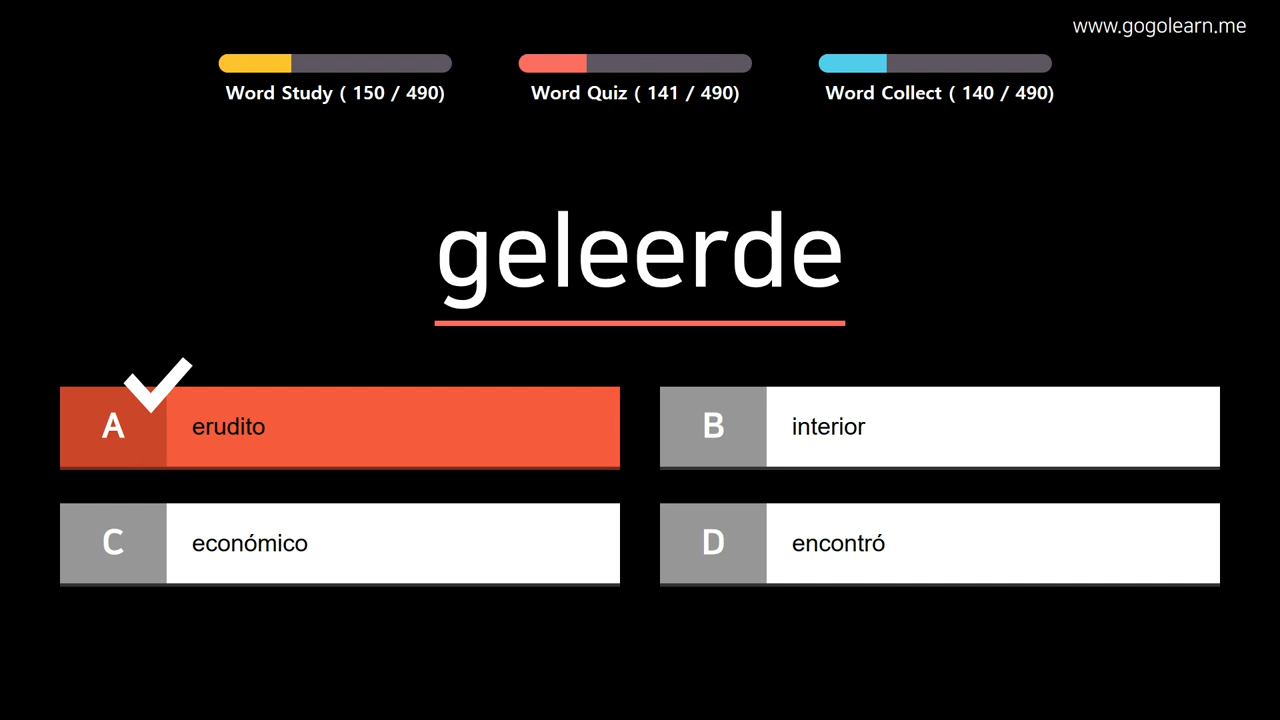 www.gogolearn.me
Word Study ( 150 / 490)
Word Quiz ( 141 / 490)
Word Collect ( 140 / 490)
geleerde
A erudito
B interior
C económico
D encontró